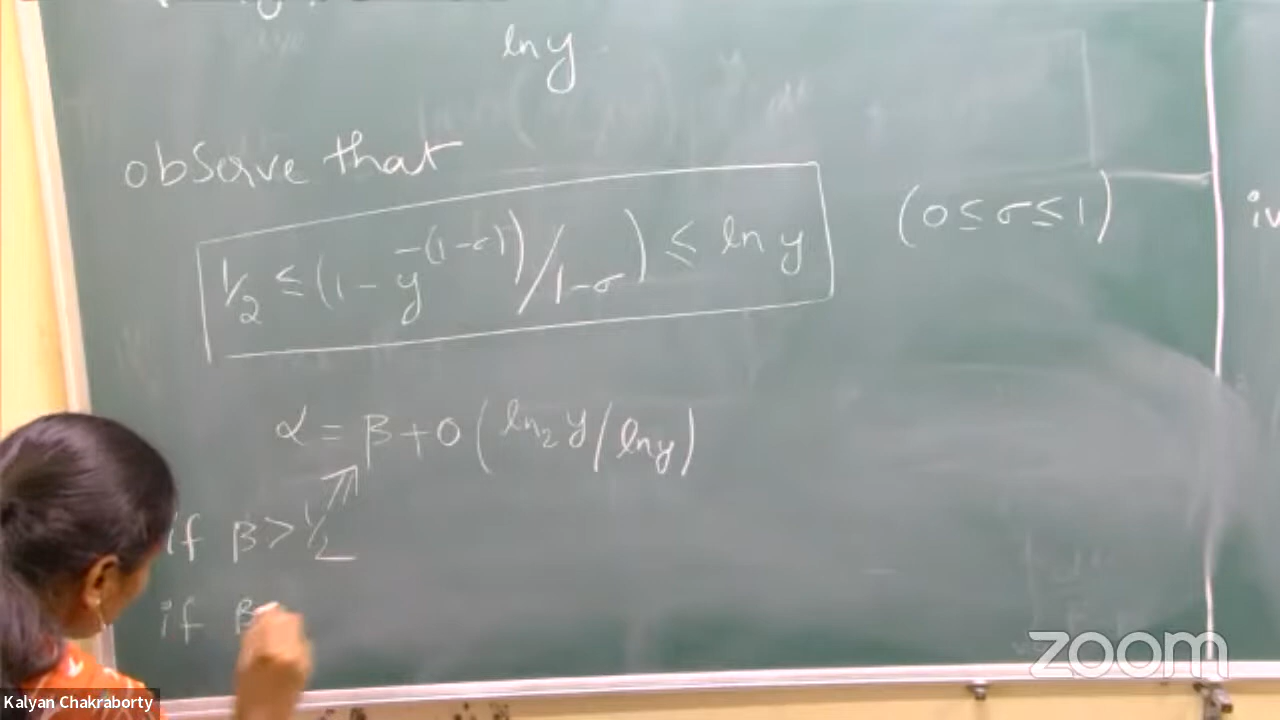 ln y
observe that
1/2 ≤ (1 - y^{-(1-σ)}) / 1-σ) ≤ ln y (0 ≤ σ ≤ 1)
α = β + O ( ln₂ y / ln y )
if β > 1/2
if β
zoom
Kalyan Chakraborty